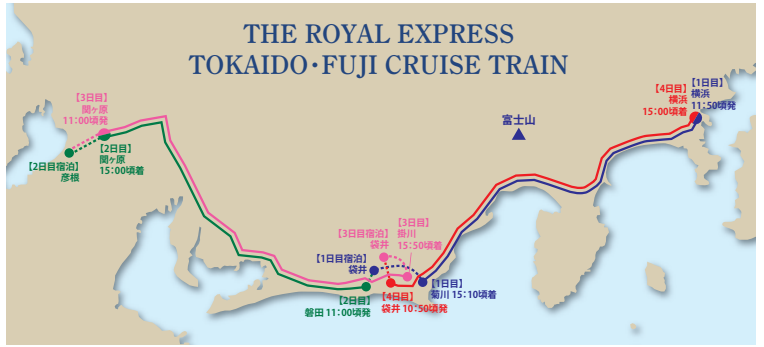 THE ROYAL EXPRESS
TOKAIDO・FUJI CRUISE TRAIN
【3日目】
関ヶ原
11:00頃発
【2日目宿泊】
彦根
【2日目】
関ヶ原
15:00頃着
【4日目】
横浜
15:00頃着
【1日目】
横浜
11:50頃発
富士山
【3日目宿泊】
袋井
【3日目】
掛川
15:50頃着
【1日目宿泊】
袋井
【2日目】
磐田 11:00頃発
【4日目】
袋井 10:50頃発
【1日目】
菊川 15:10頃着